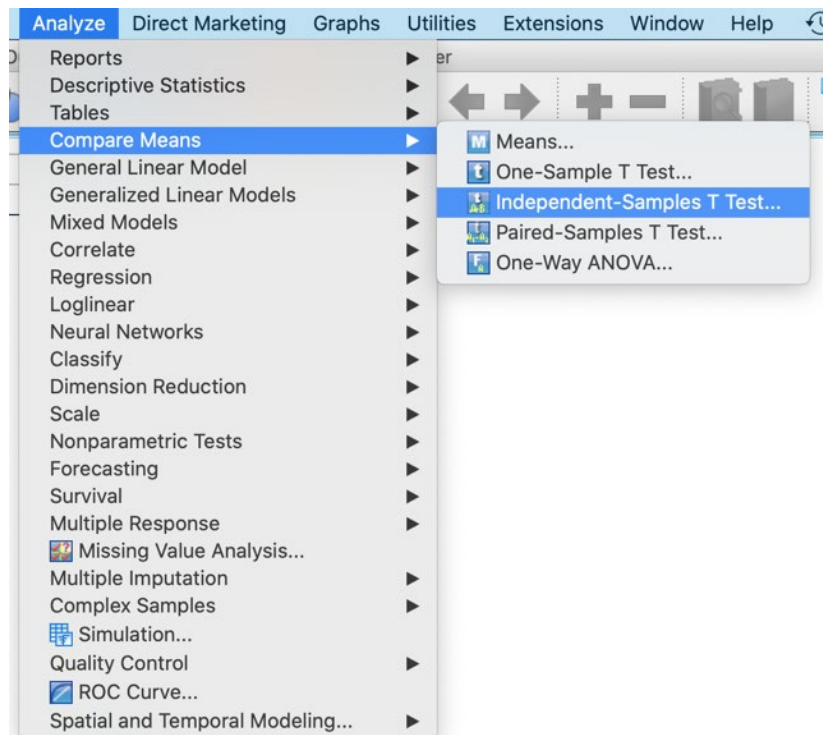 Analyze Direct Marketing Graphs Utilities Extensions Window Help
er
Reports
Descriptive Statistics
Tables
Compare Means
General Linear Model
Generalized Linear Models
Mixed Models
Correlate
Regression
Loglinear
Neural Networks
Classify
Dimension Reduction
Scale
Nonparametric Tests
Forecasting
Survival
Multiple Response
Missing Value Analysis...
Multiple Imputation
Complex Samples
Simulation...
Quality Control
ROC Curve...
Spatial and Temporal Modeling...
Means...
One-Sample T Test...
Independent-Samples T Test...
Paired-Samples T Test...
One-Way ANOVA...